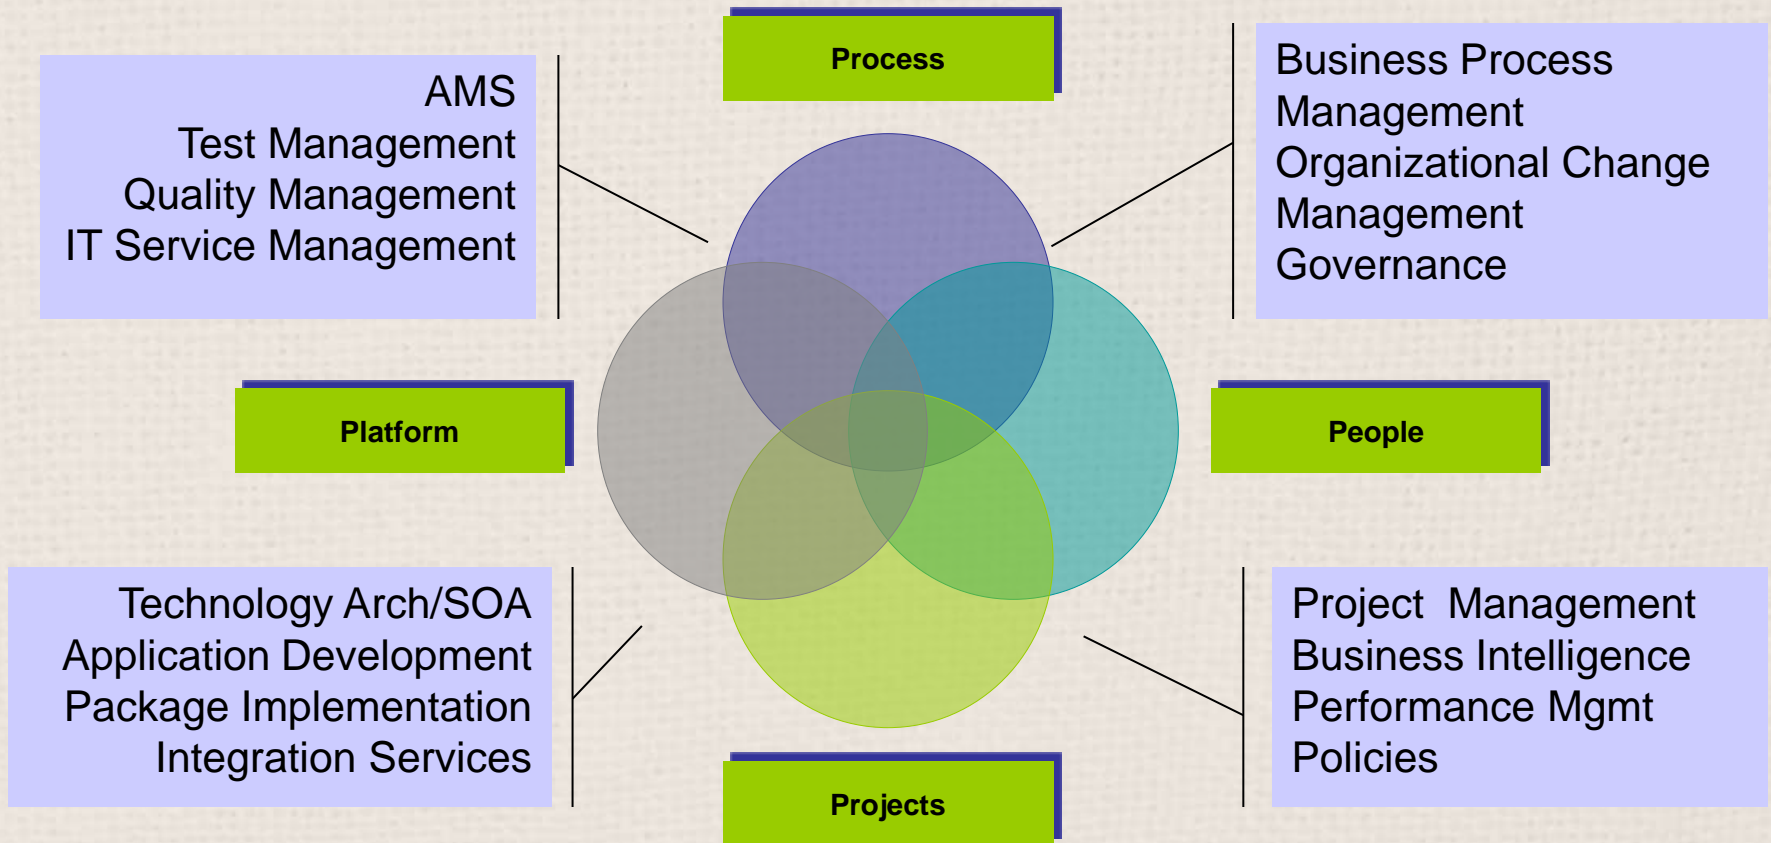 Process
AMS
Test Management
Quality Management
IT Service Management
Business Process
Management
Organizational Change
Management
Governance
Platform
People
Technology Arch/SOA
Application Development
Package Implementation
Integration Services
Project  Management
Business Intelligence
Performance Mgmt
Policies
Projects